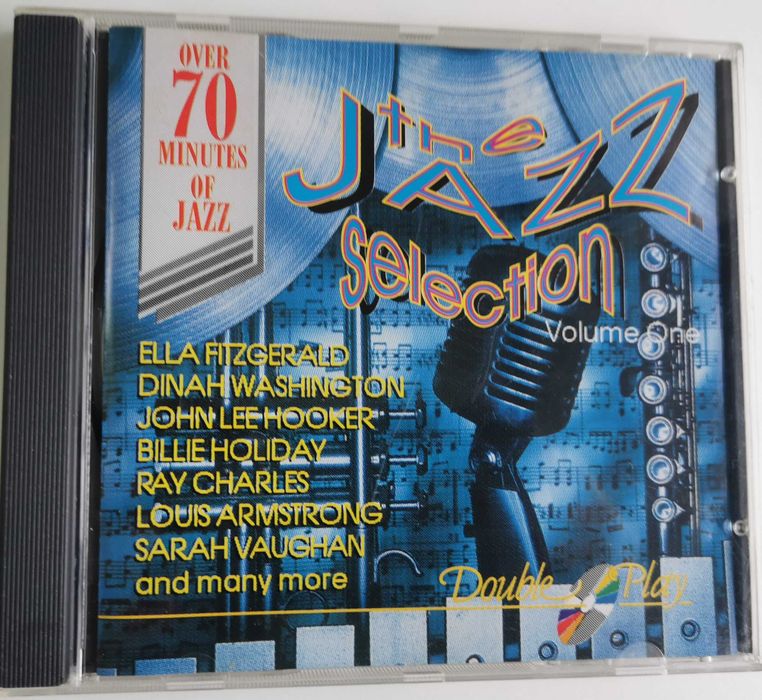 OVER
70
MINUTES
OF
JAZZ
the
JAZZ
selection
Volume One
ELLA FITZGERALD
DINAH WASHINGTON
JOHN LEE HOOKER
BILLIE HOLIDAY
RAY CHARLES
LOUIS ARMSTRONG
SARAH VAUGHAN
and many more
Double Play